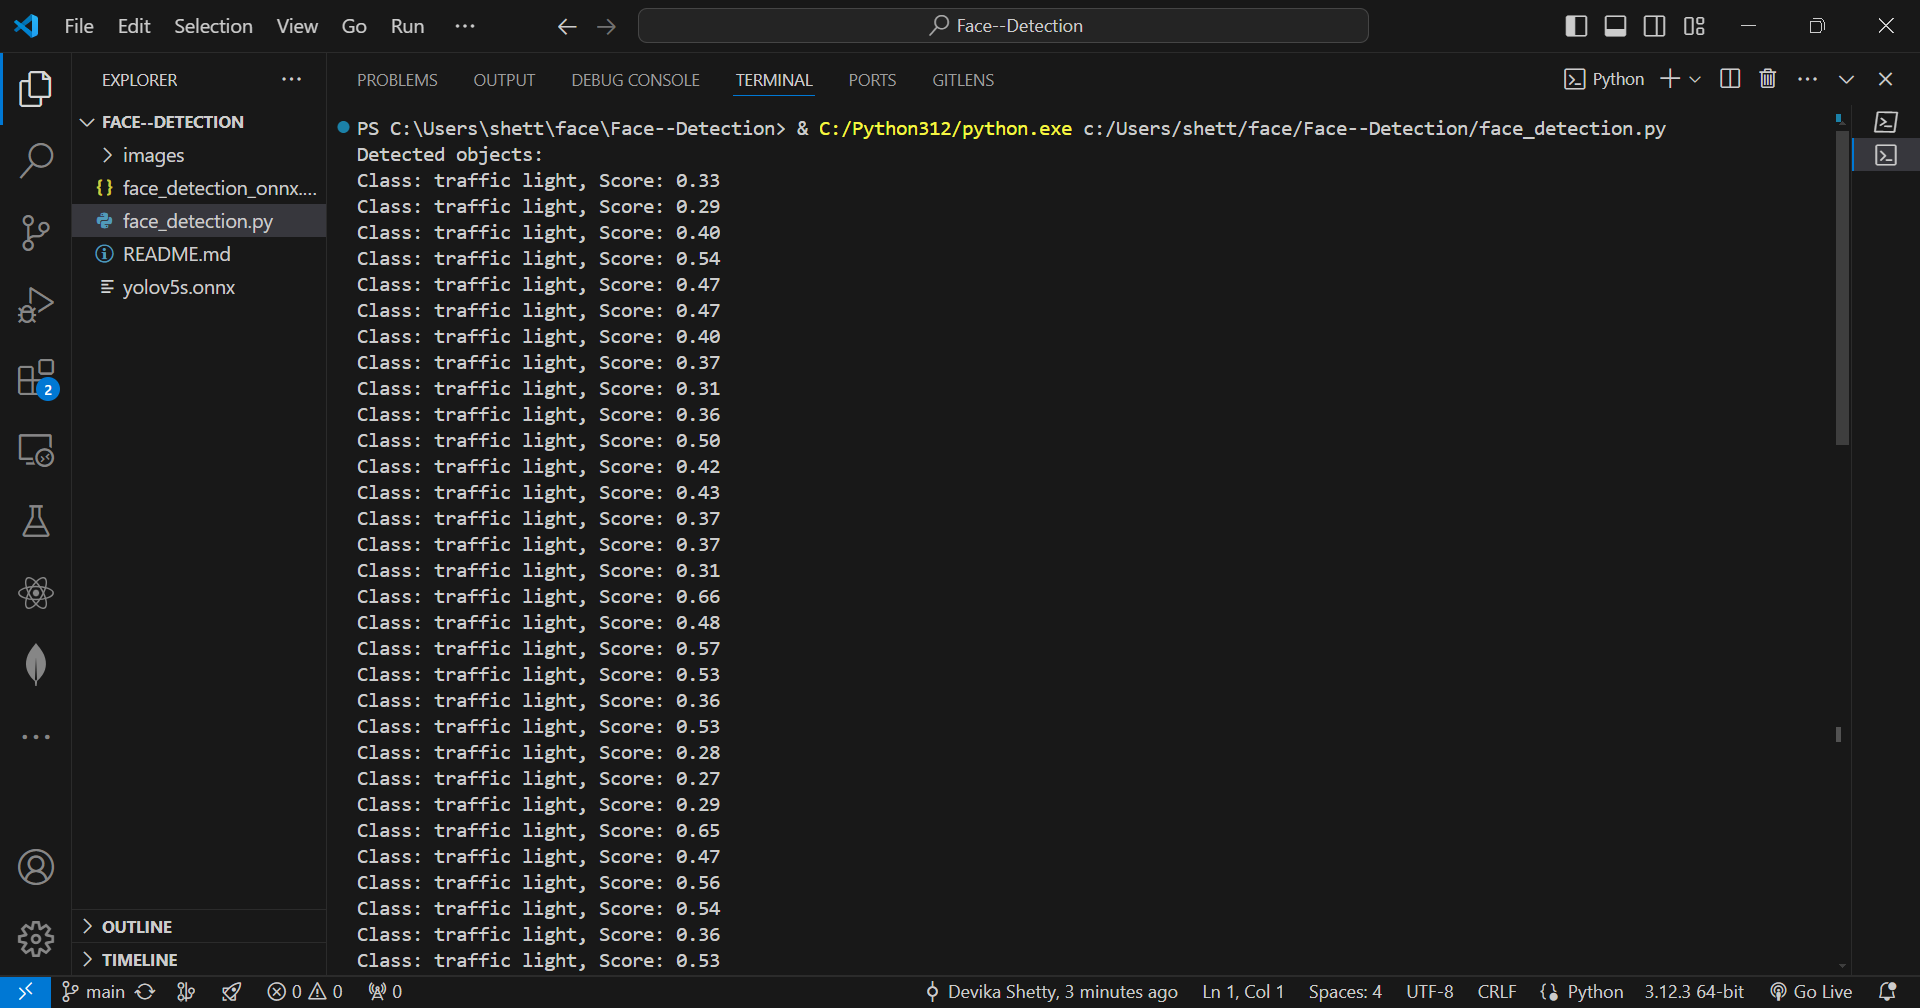 File Edit Selection View Go Run ···
Face--Detection
EXPLORER ···
FACE--DETECTION
images
{} face_detection_onnx....
face_detection.py
README.md
yolov5s.onnx
2
OUTLINE
TIMELINE
PROBLEMS OUTPUT DEBUG CONSOLE TERMINAL PORTS GITLENS
Python
PS C:\Users\shett\face\Face--Detection> & C:/Python312/python.exe c:/Users/shett/face/Face--Detection/face_detection.py
Detected objects:
Class: traffic light, Score: 0.33
Class: traffic light, Score: 0.29
Class: traffic light, Score: 0.40
Class: traffic light, Score: 0.54
Class: traffic light, Score: 0.47
Class: traffic light, Score: 0.47
Class: traffic light, Score: 0.40
Class: traffic light, Score: 0.37
Class: traffic light, Score: 0.31
Class: traffic light, Score: 0.36
Class: traffic light, Score: 0.50
Class: traffic light, Score: 0.42
Class: traffic light, Score: 0.43
Class: traffic light, Score: 0.37
Class: traffic light, Score: 0.37
Class: traffic light, Score: 0.31
Class: traffic light, Score: 0.66
Class: traffic light, Score: 0.48
Class: traffic light, Score: 0.57
Class: traffic light, Score: 0.53
Class: traffic light, Score: 0.36
Class: traffic light, Score: 0.53
Class: traffic light, Score: 0.28
Class: traffic light, Score: 0.27
Class: traffic light, Score: 0.29
Class: traffic light, Score: 0.65
Class: traffic light, Score: 0.47
Class: traffic light, Score: 0.56
Class: traffic light, Score: 0.54
Class: traffic light, Score: 0.36
Class: traffic light, Score: 0.53
main 0 0 0 Devika Shetty, 3 minutes ago Ln 1, Col 1 Spaces: 4 UTF-8 CRLF Python 3.12.3 64-bit Go Live